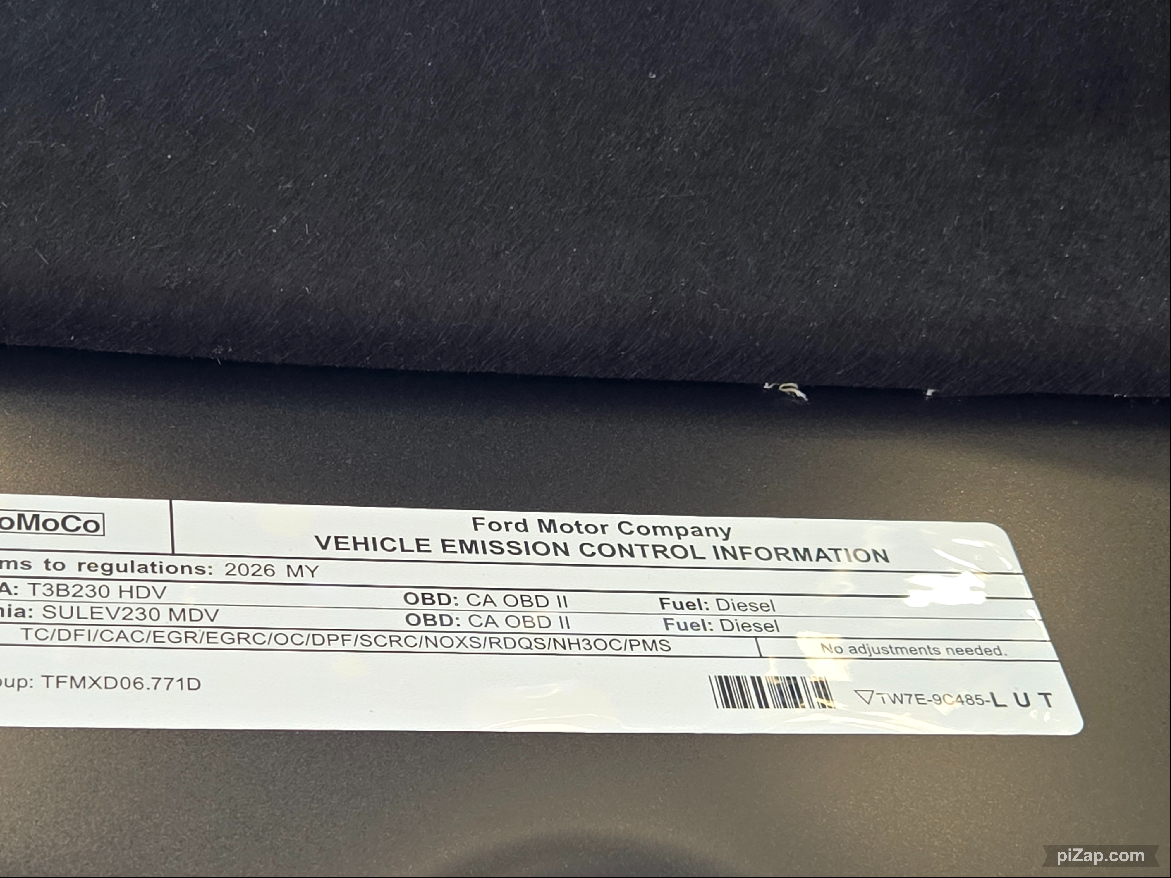 oMoCo
Ford Motor Company
VEHICLE EMISSION CONTROL INFORMATION
ms to regulations: 2026 MY
A: T3B230 HDV OBD: CA OBD II Fuel: Diesel
nia: SULEV230 MDV OBD: CA OBD II Fuel: Diesel
TC/DFI/CAC/EGR/EGRC/OC/DPF/SCRC/NOXS/RDQS/NH3OC/PMS No adjustments needed.
oup: TFMXD06.771D
TW7E-9C485-L U T
piZap.com